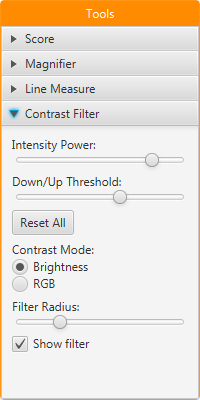 Tools
Score
Magnifier
Line Measure
Contrast Filter
Intensity Power:
Down/Up Threshold:
Reset All
Contrast Mode:
Brightness
RGB
Filter Radius:
Show filter